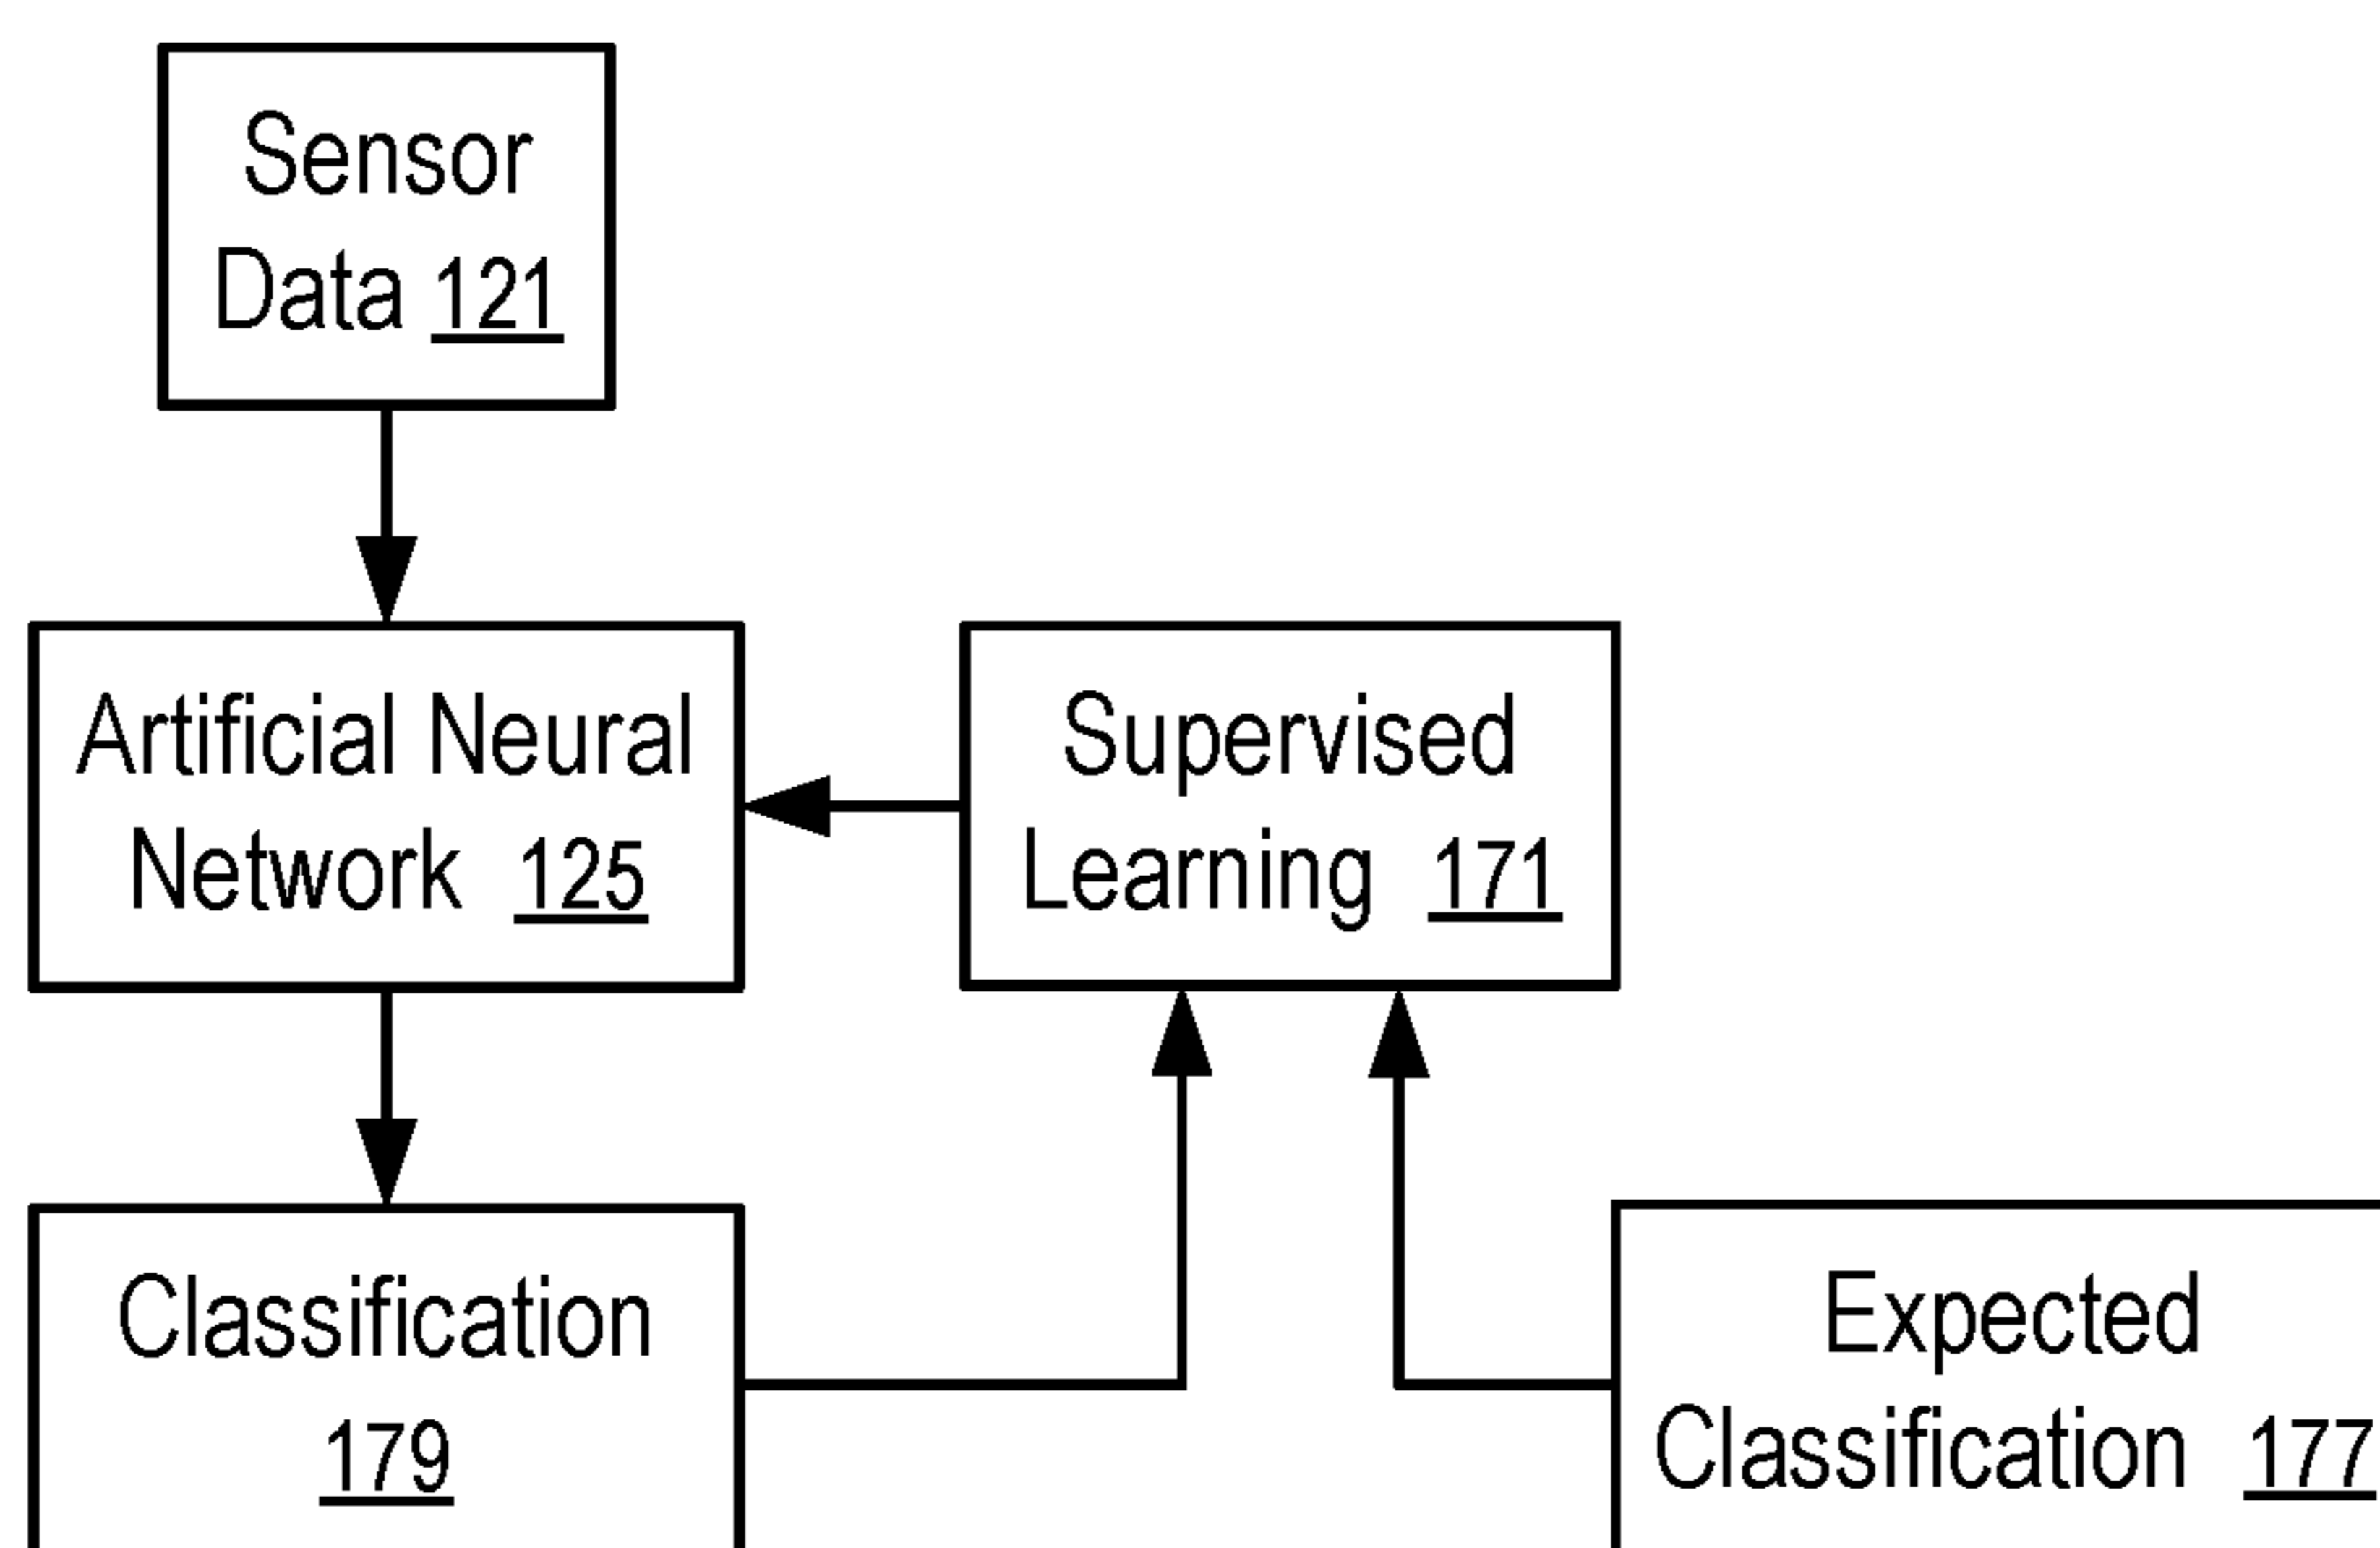 Sensor
Data 121
Artificial Neural
Network 125
Supervised
Learning 171
Classification
179
Expected
Classification 177